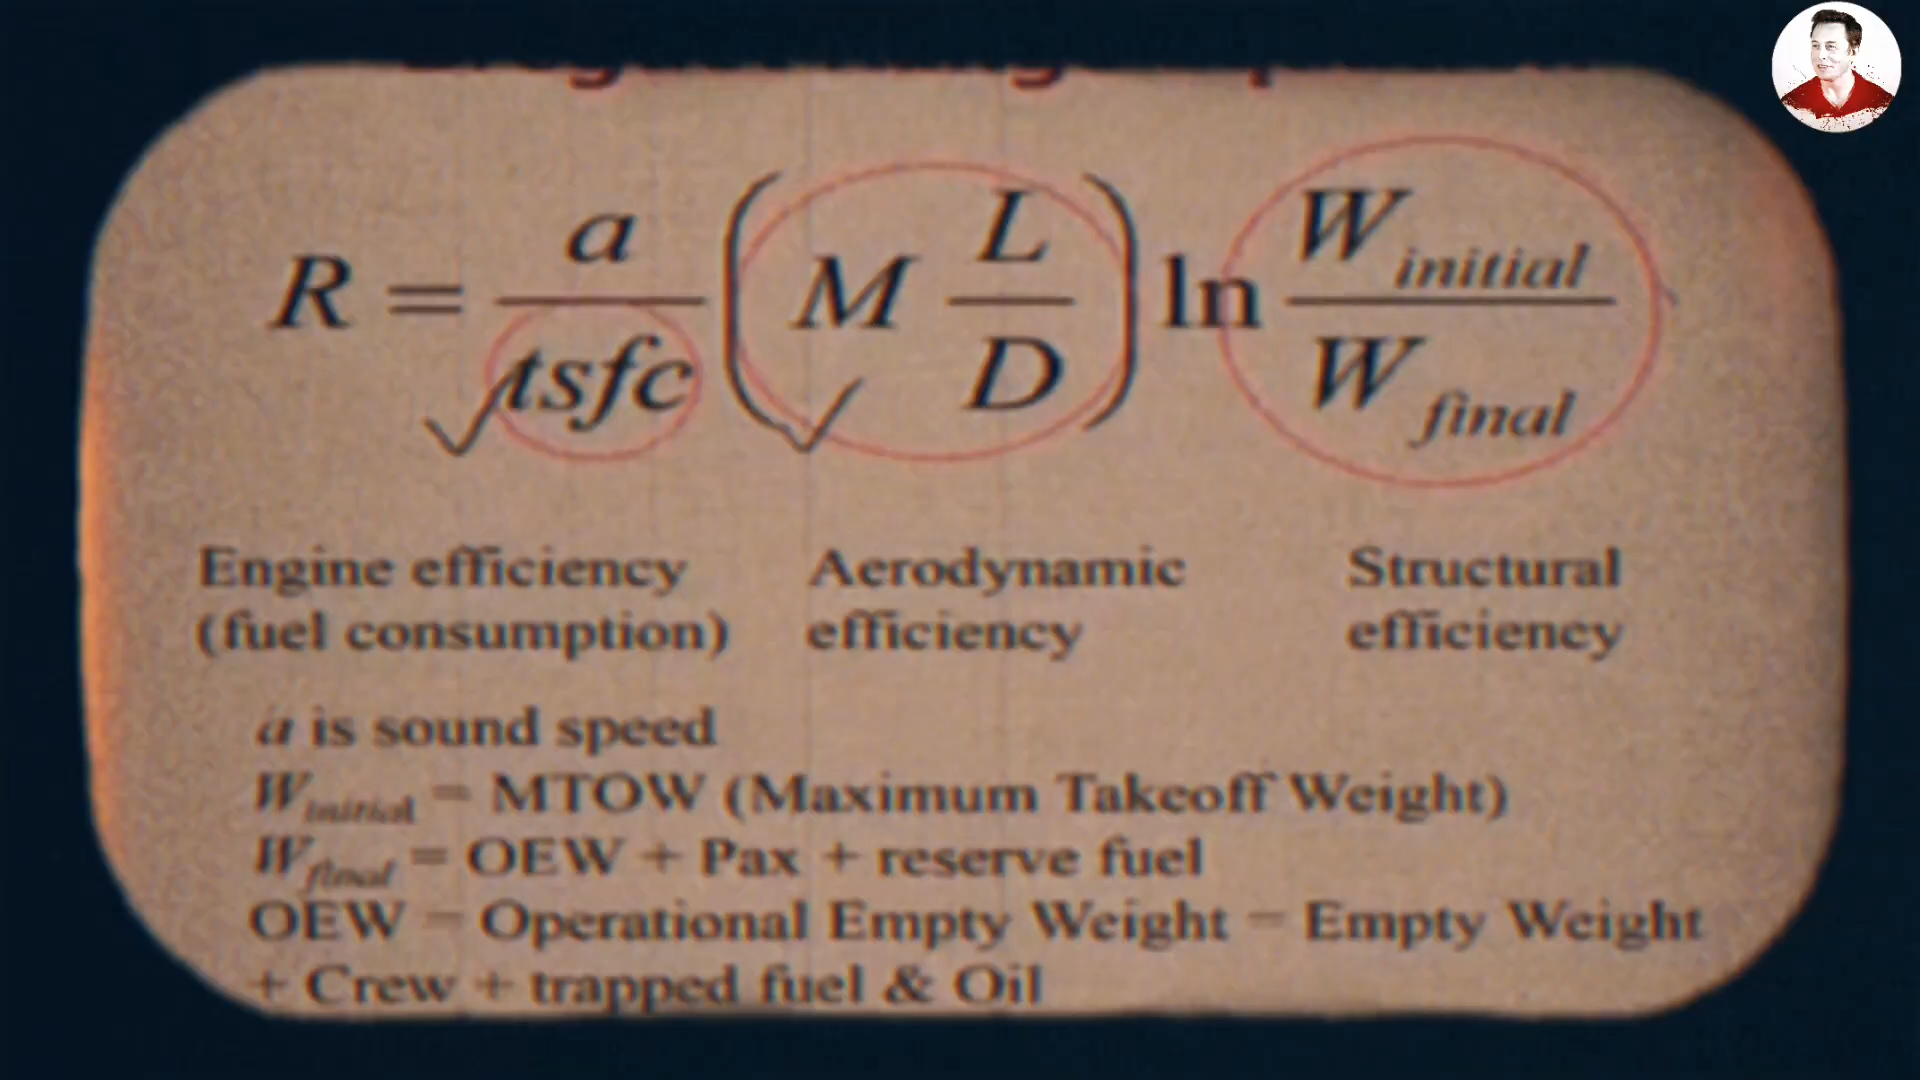 R = a / tsfc ( M L / D ) ln W initial / W final
Engine efficiency (fuel consumption)
Aerodynamic efficiency
Structural efficiency
a is sound speed
W initial = MTOW (Maximum Takeoff Weight)
W final = OEW + Pax + reserve fuel
OEW = Operational Empty Weight = Empty Weight
+ Crew + trapped fuel & Oil